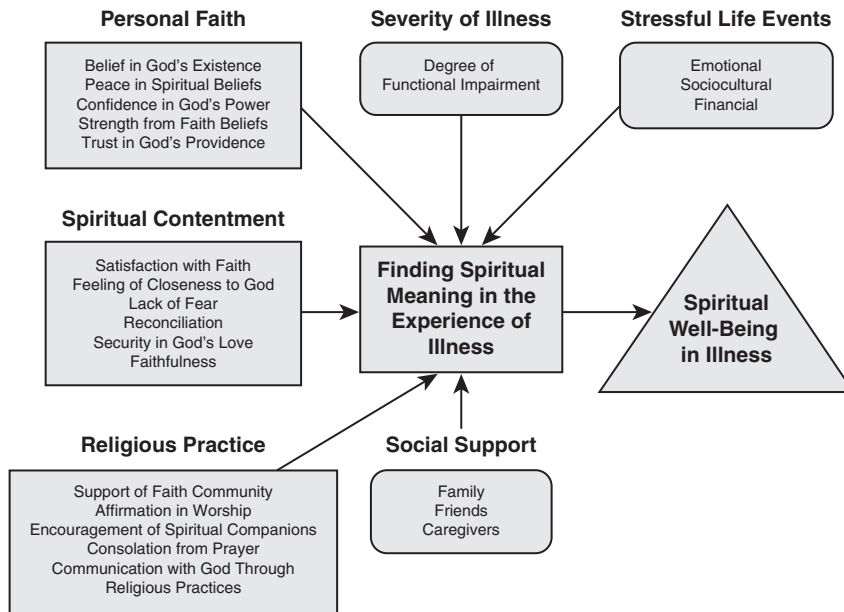 Personal Faith
Belief in God's Existence
Peace in Spiritual Beliefs
Confidence in God's Power
Strength from Faith Beliefs
Trust in God's Providence
Severity of Illness
Degree of
Functional Impairment
Stressful Life Events
Emotional
Sociocultural
Financial
Spiritual Contentment
Satisfaction with Faith
Feeling of Closeness to God
Lack of Fear
Reconciliation
Security in God's Love
Faithfulness
Finding Spiritual
Meaning in the
Experience of
Illness
Spiritual
Well-Being
in Illness
Religious Practice
Support of Faith Community
Affirmation in Worship
Encouragement of Spiritual Companions
Consolation from Prayer
Communication with God Through
Religious Practices
Social Support
Family
Friends
Caregivers